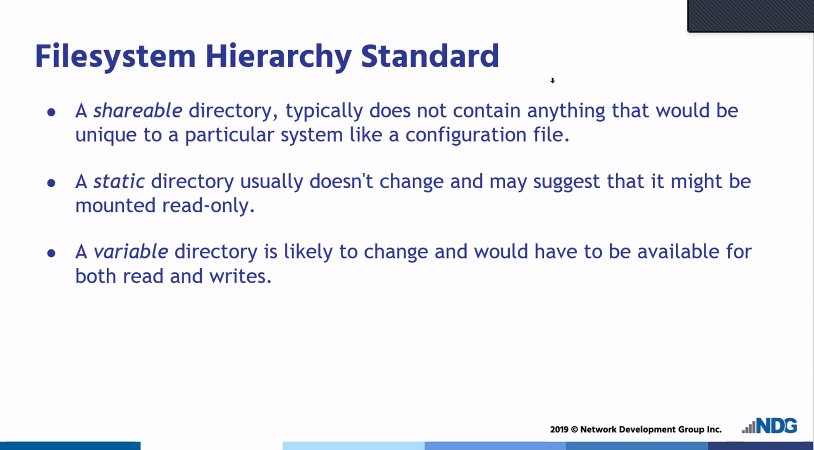 Filesystem Hierarchy Standard
● A shareable directory, typically does not contain anything that would be
unique to a particular system like a configuration file.
● A static directory usually doesn't change and may suggest that it might be
mounted read-only.
● A variable directory is likely to change and would have to be available for
both read and writes.
2019 © Network Development Group Inc.
NDG